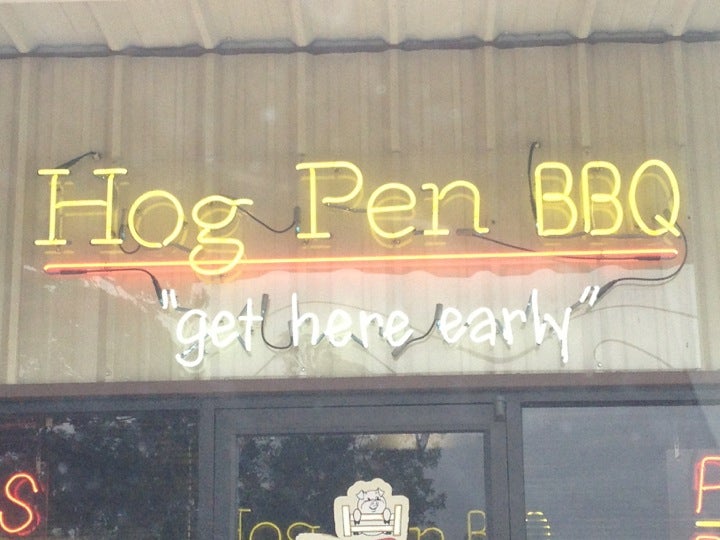 Hog Pen BBQ
"get here early"
S